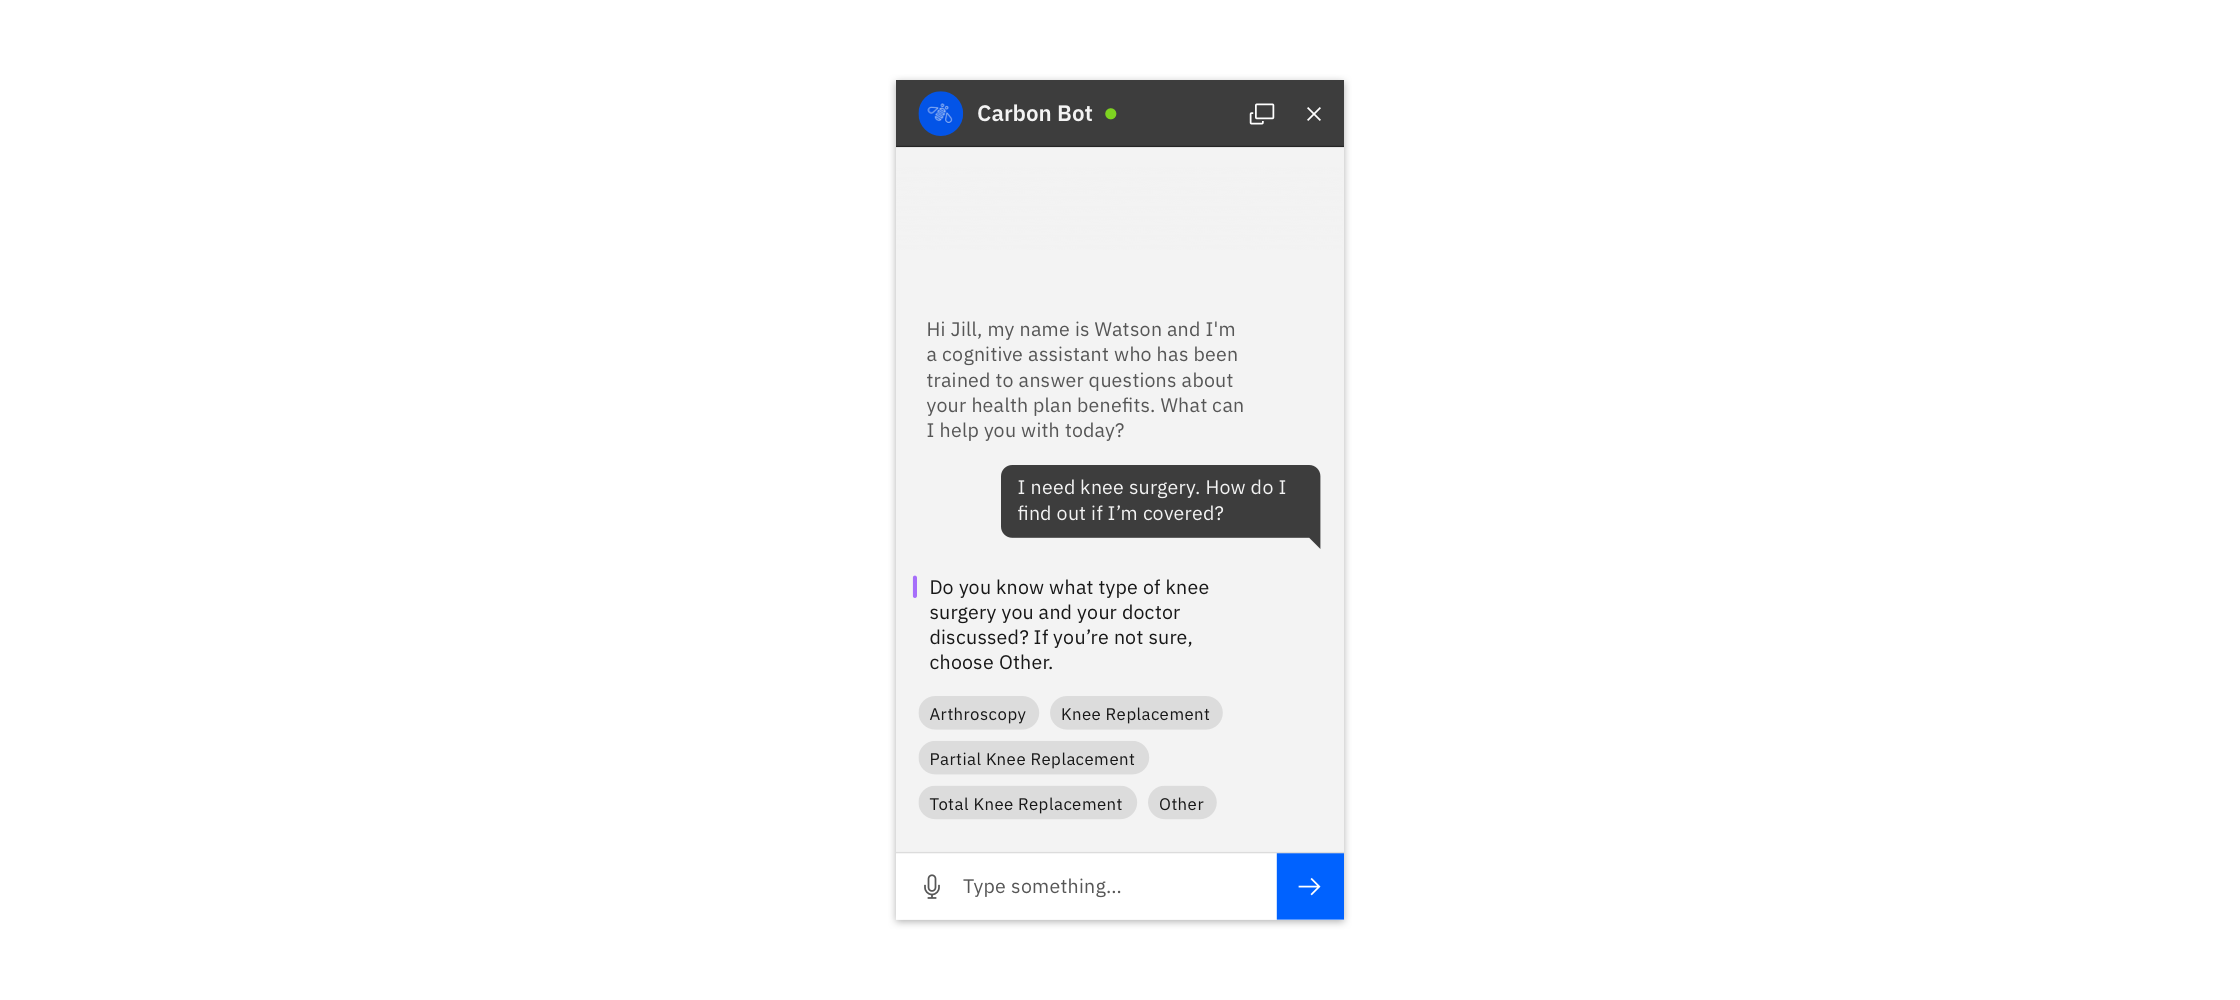 Carbon Bot
Hi Jill, my name is Watson and I'm
a cognitive assistant who has been
trained to answer questions about
your health plan benefits. What can
I help you with today?
I need knee surgery. How do I
find out if I’m covered?
Do you know what type of knee
surgery you and your doctor
discussed? If you’re not sure,
choose Other.
Arthroscopy Knee Replacement
Partial Knee Replacement
Total Knee Replacement Other
Type something...